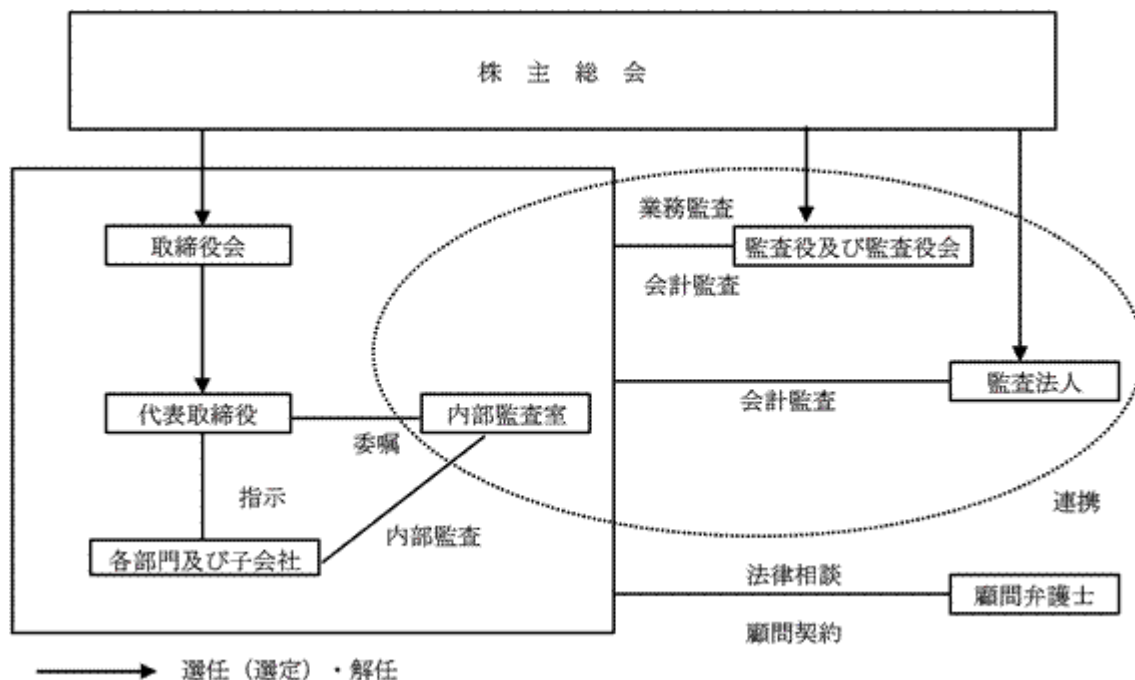 株主総会
業務監査
取締役会
監査役及び監査役会
会計監査
代表取締役
内部監査室
会計監査
監査法人
委嘱
指示
内部監査
連携
各部門及び子会社
法律相談
顧問弁護士
顧問契約
選任（選定）・解任